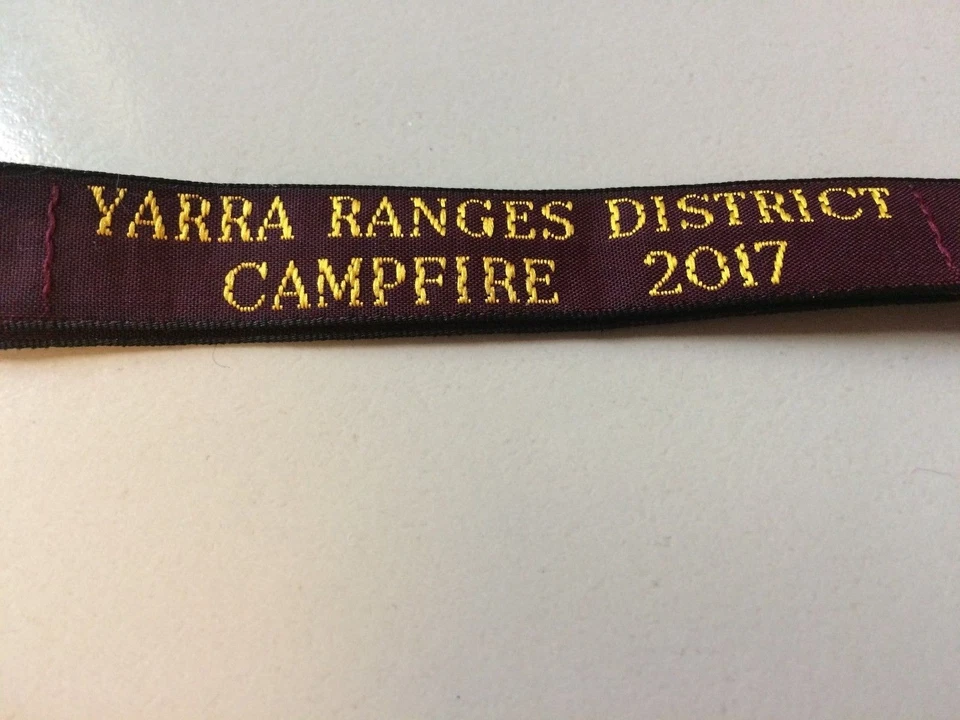 YARRA RANGES DISTRICT
CAMPFIRE 2017